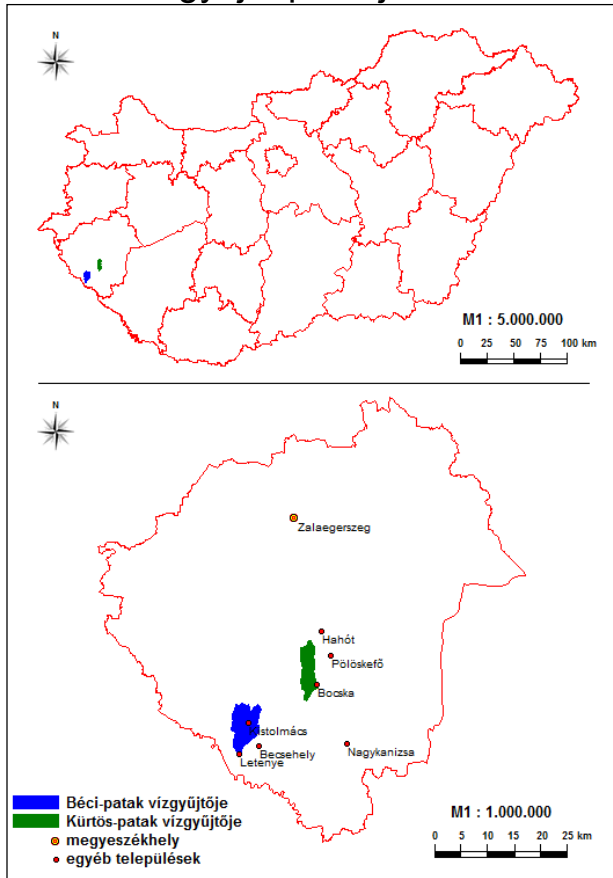 N
M1 : 5.000.000
0 25 50 75 100 km
N
Zalaegerszeg
Hahót
Pölöskefő
Bocska
Kistolmács
Becsehely
Nagykanizsa
Letenye
Béci-patak vízgyűjtője
Kürtös-patak vízgyűjtője
megyeszékhely
egyéb települések
M1 : 1.000.000
0 5 10 15 20 25 km